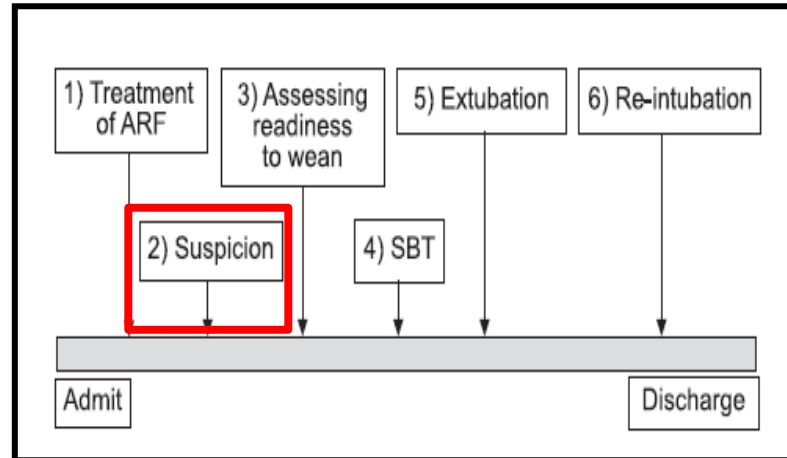 1) Treatment
of ARF
2) Suspicion
3) Assessing
readiness
to wean
4) SBT
5) Extubation
6) Re-intubation
Admit
Discharge